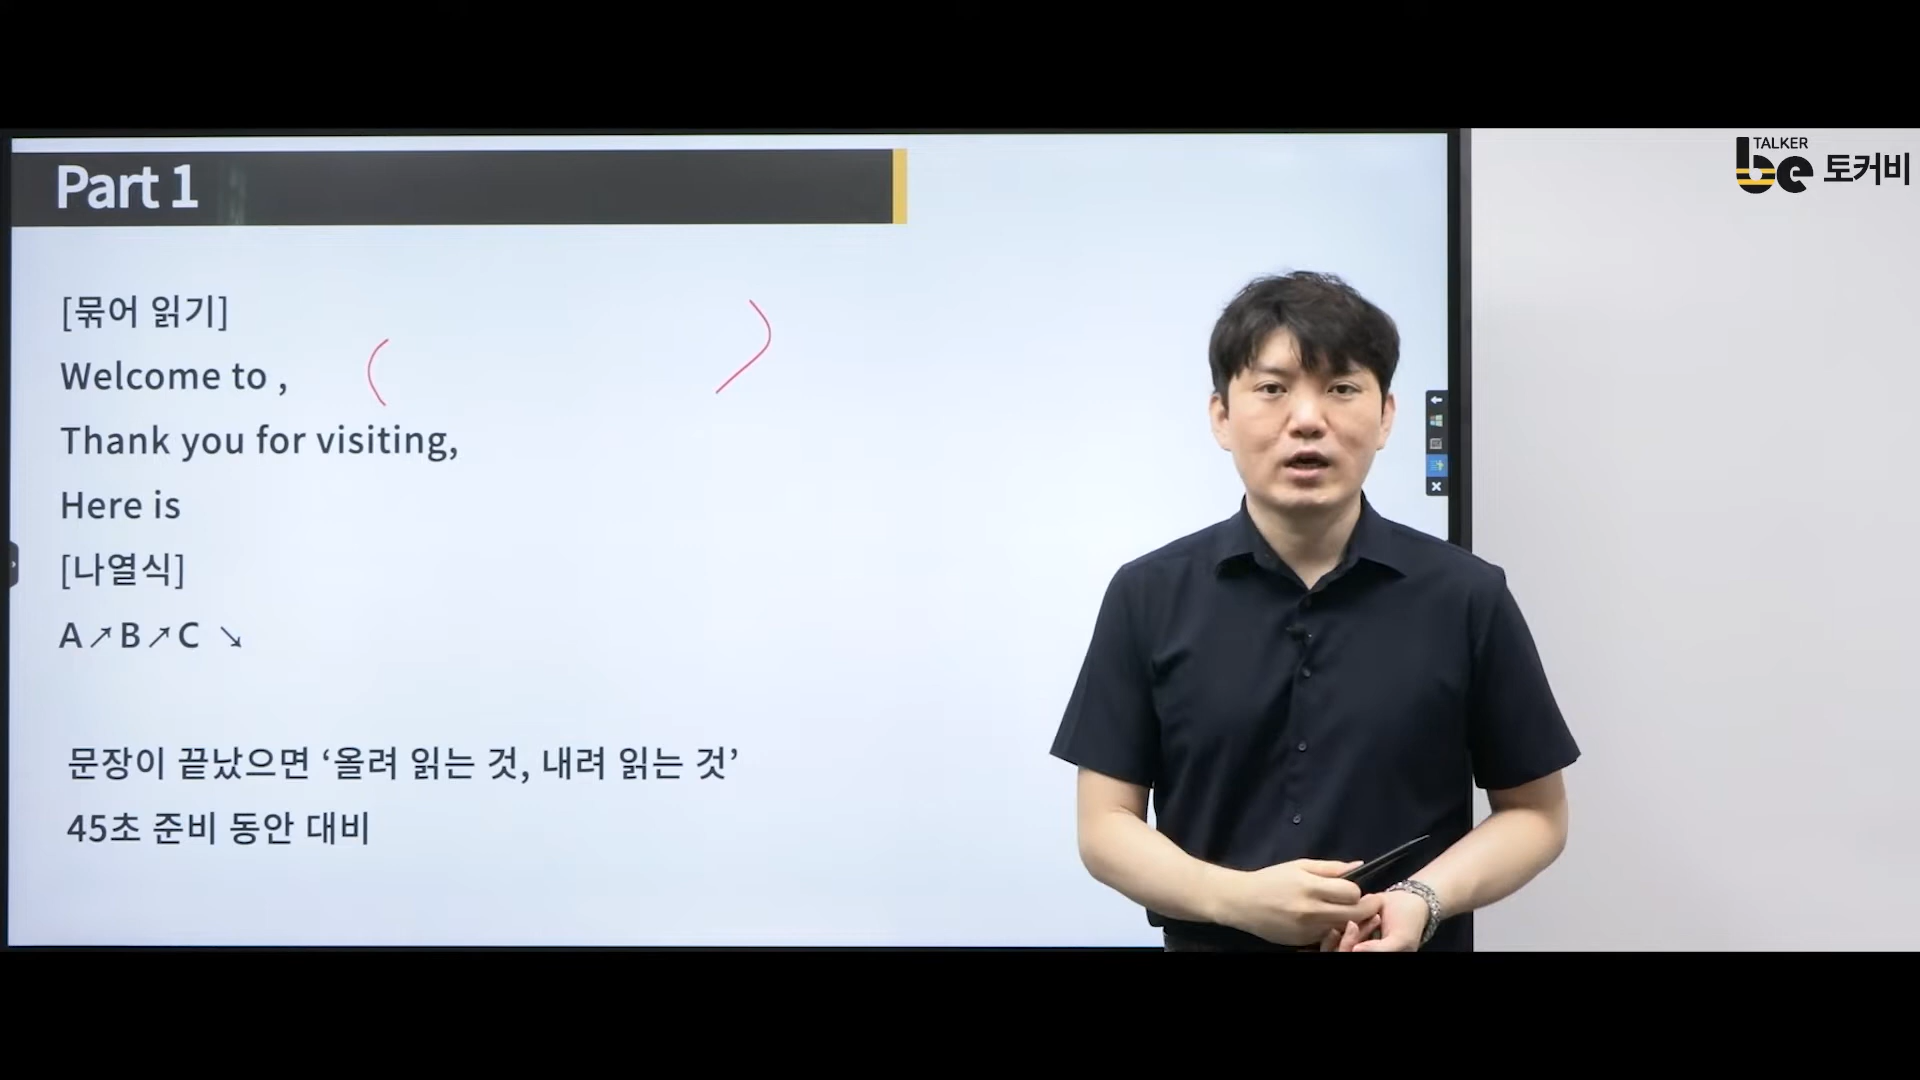 Part 1
TALKER
be 토커비
[묶어 읽기]
Welcome to ,
Thank you for visiting,
Here is
[나열식]
A↗B↗C ↘
문장이 끝났으면 ‘올려 읽는 것, 내려 읽는 것’
45초 준비 동안 대비